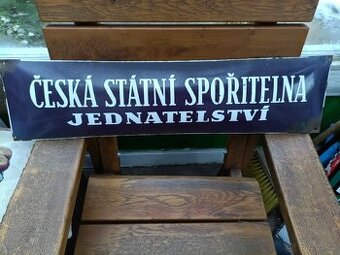 ČESKÁ STÁTNÍ SPOŘITELNA
JEDNATELSTVÍ